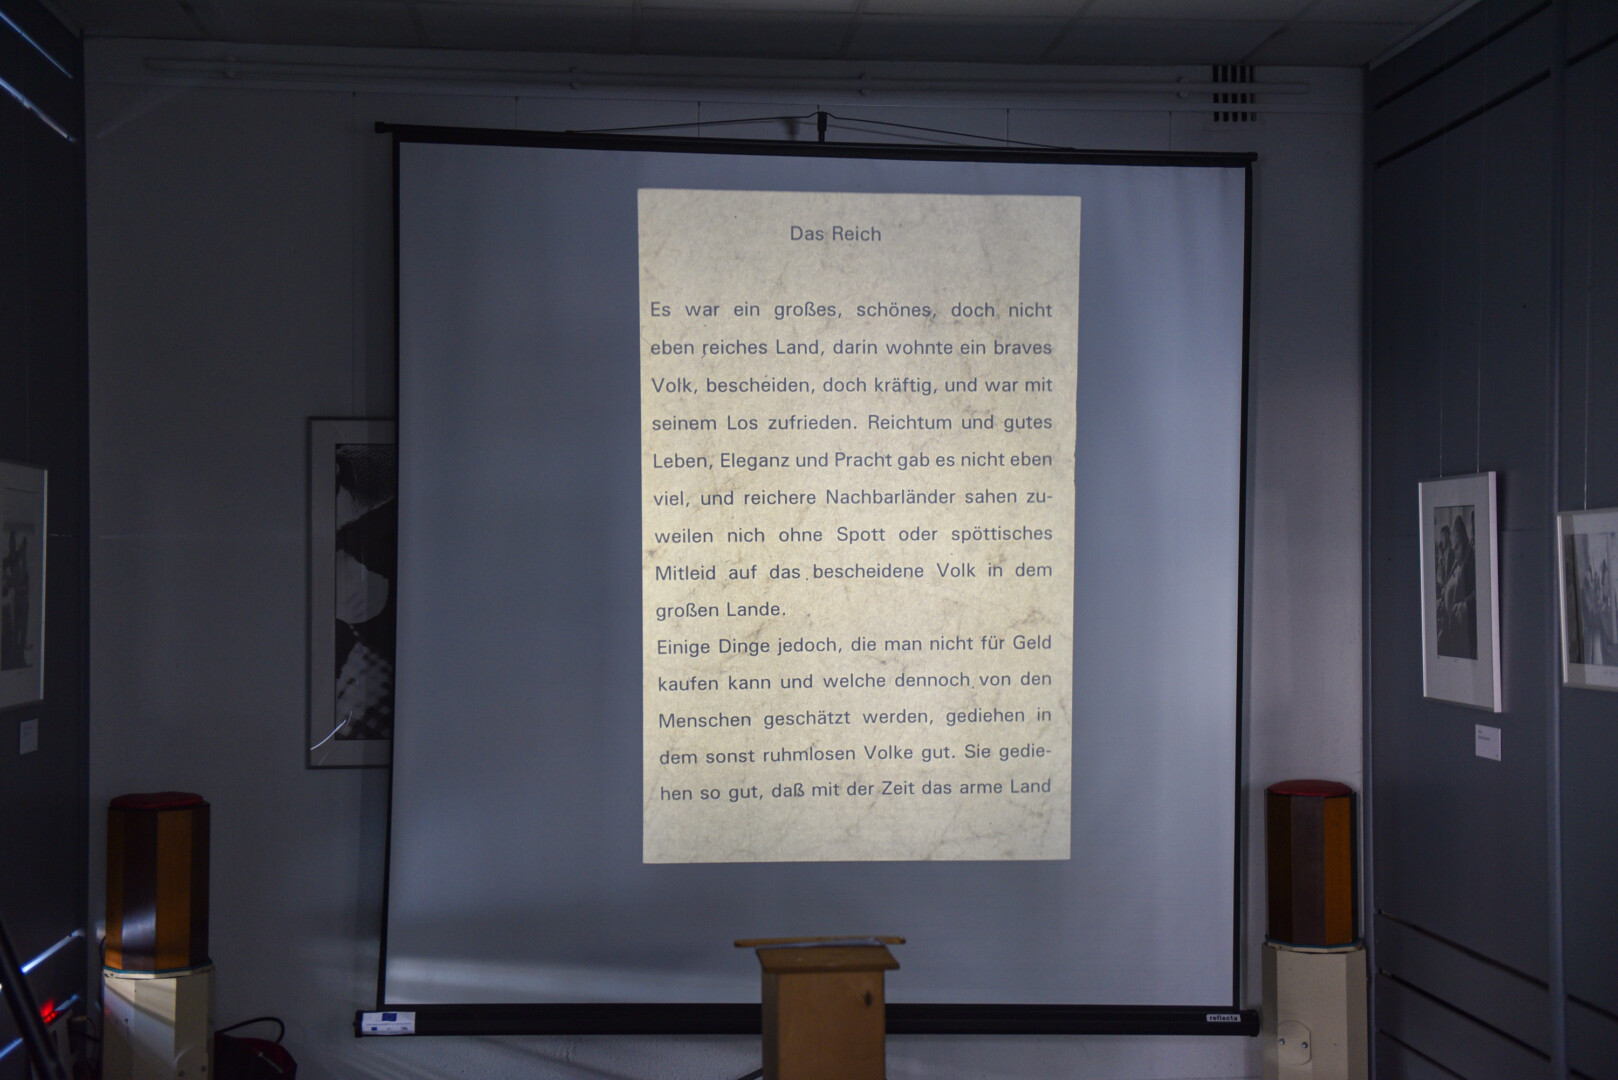 Das Reich
Es war ein großes, schönes, doch nicht
eben reiches Land, darin wohnte ein braves
Volk, bescheiden, doch kräftig, und war mit
seinem Los zufrieden. Reichtum und gutes
Leben, Eleganz und Pracht gab es nicht eben
viel, und reichere Nachbarländer sahen zu-
weilen nich ohne Spott oder spöttisches
Mitleid auf das bescheidene Volk in dem
großen Lande.
Einige Dinge jedoch, die man nicht für Geld
kaufen kann und welche dennoch von den
Menschen geschätzt werden, gediehen in
dem sonst ruhmlosen Volke gut. Sie gedie-
hen so gut, daß mit der Zeit das arme Land
reflecta